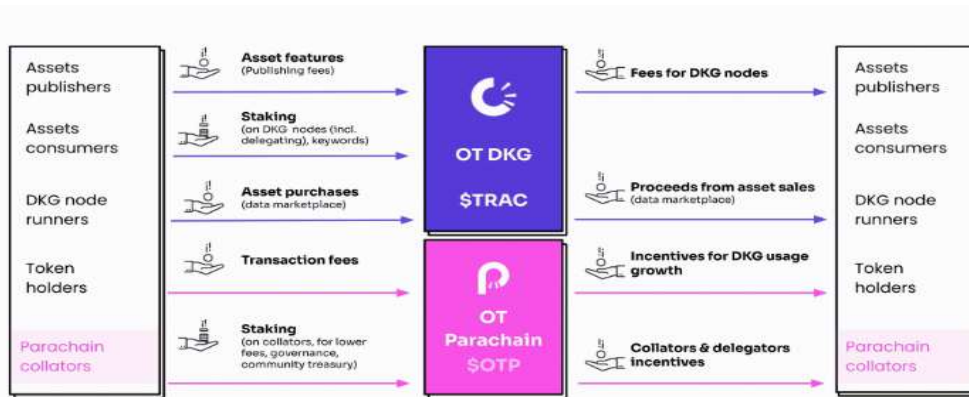 Assets
publishers
Assets
consumers
DKG node
runners
Token
holders
Parachain
collators
Asset features
(Publishing fees)
Staking
(on DKG nodes (incl.
delegating), keywords)
Asset purchases
(data marketplace)
Transaction fees
Staking
(on collators, for lower
fees, governance,
community treasury)
OT DKG
$TRAC
OT
Parachain
$OTP
Fees for DKG nodes
Proceeds from asset sales
(data marketplace)
Incentives for DKG usage
growth
Collators & delegators
incentives
Assets
publishers
Assets
consumers
DKG node
runners
Token
holders
Parachain
collators